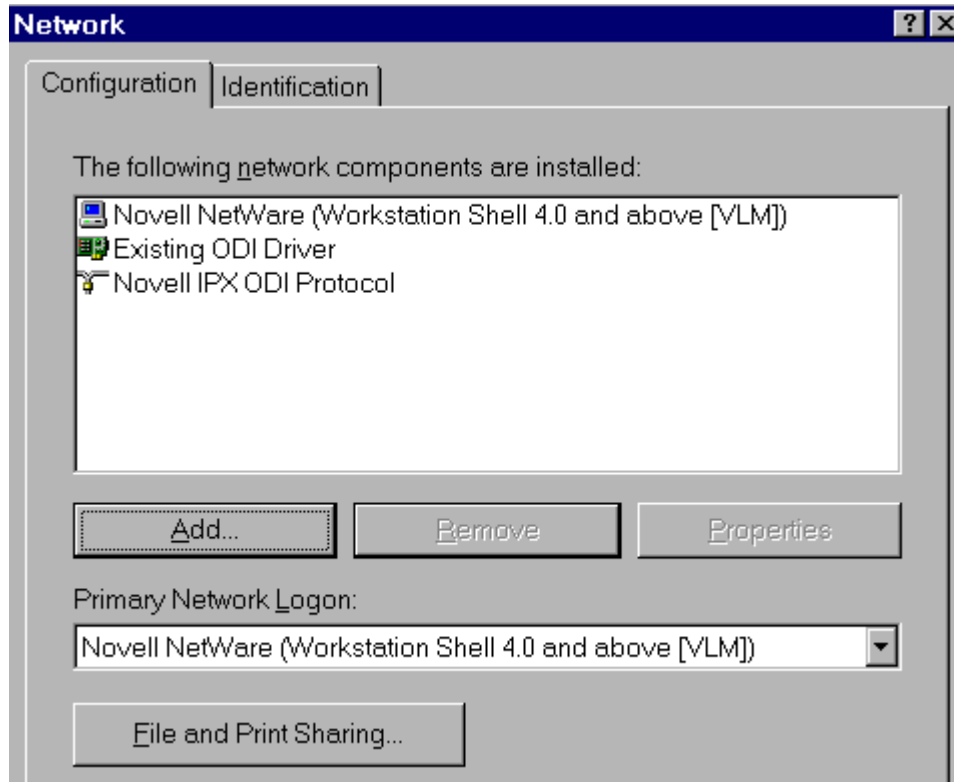 Network
Configuration
Identification
The following network components are installed:
Novell NetWare (Workstation Shell 4.0 and above [VLM])
Existing ODI Driver
Novell IPX ODI Protocol
Add...
Remove
Properties
Primary Network Logon:
Novell NetWare (Workstation Shell 4.0 and above [VLM])
File and Print Sharing...